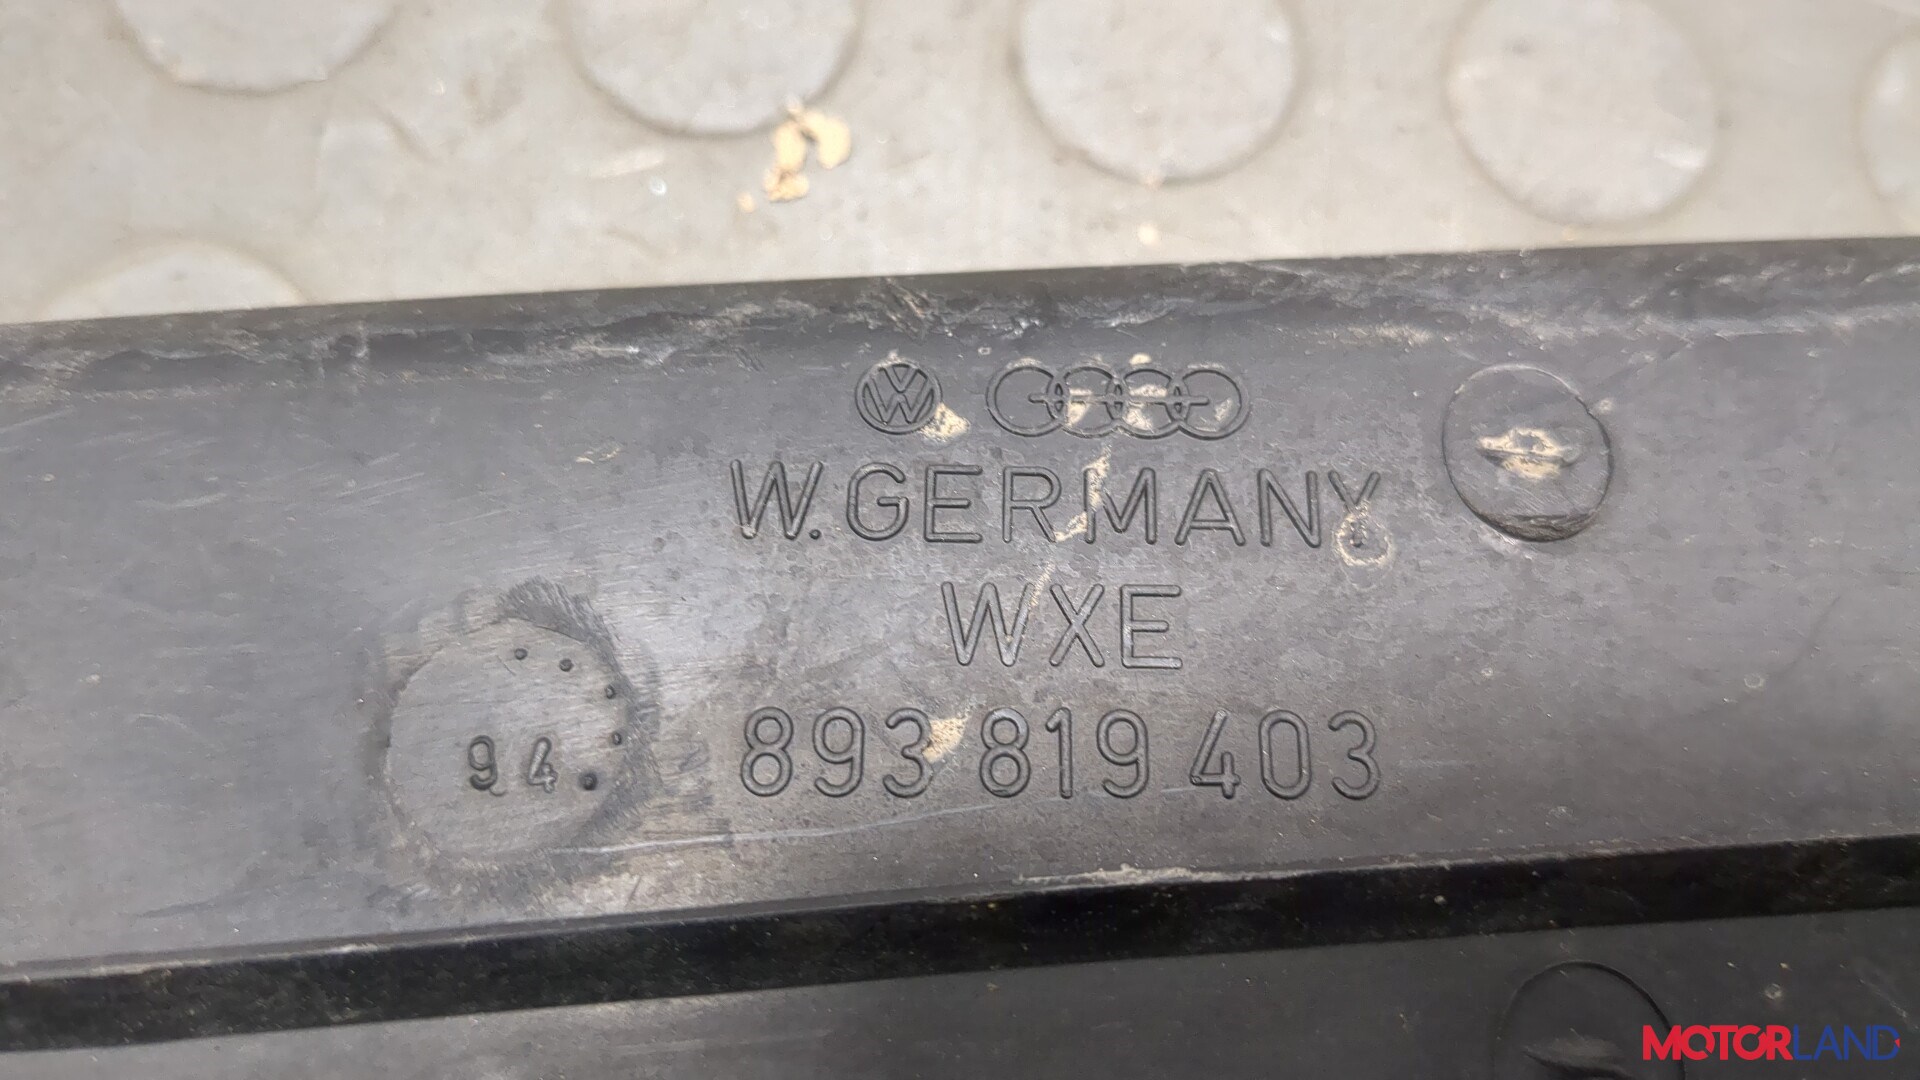 W. GERMANY
WXE
94
893 819 403
MOTORLAND